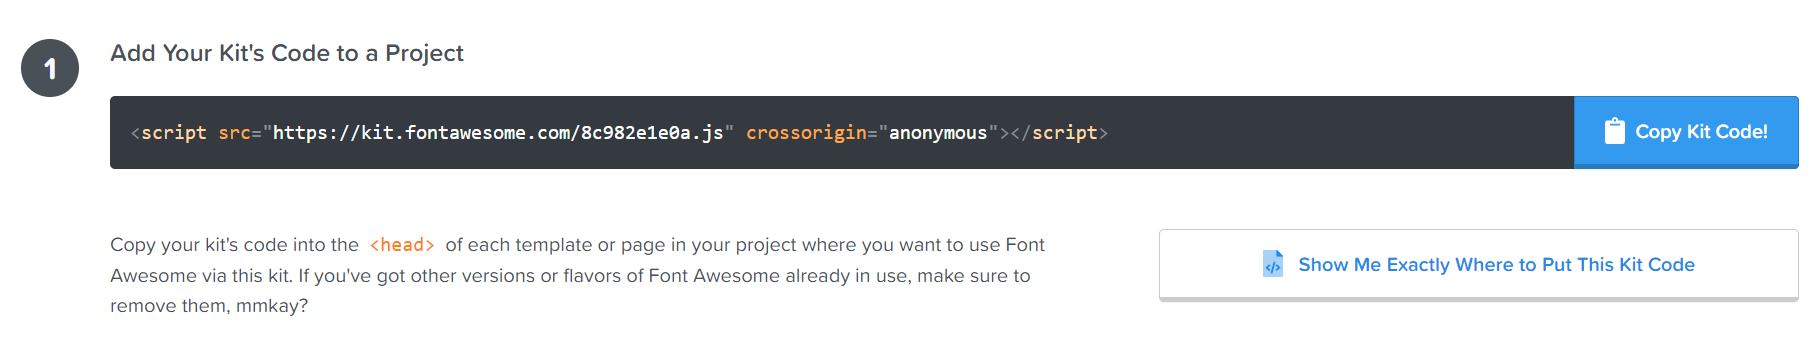 1
Add Your Kit's Code to a Project
<script src="https://kit.fontawesome.com/8c982e1e0a.js" crossorigin="anonymous"></script>
Copy Kit Code!
Copy your kit's code into the <head> of each template or page in your project where you want to use Font
Awesome via this kit. If you've got other versions or flavors of Font Awesome already in use, make sure to
remove them, mmkay?
Show Me Exactly Where to Put This Kit Code